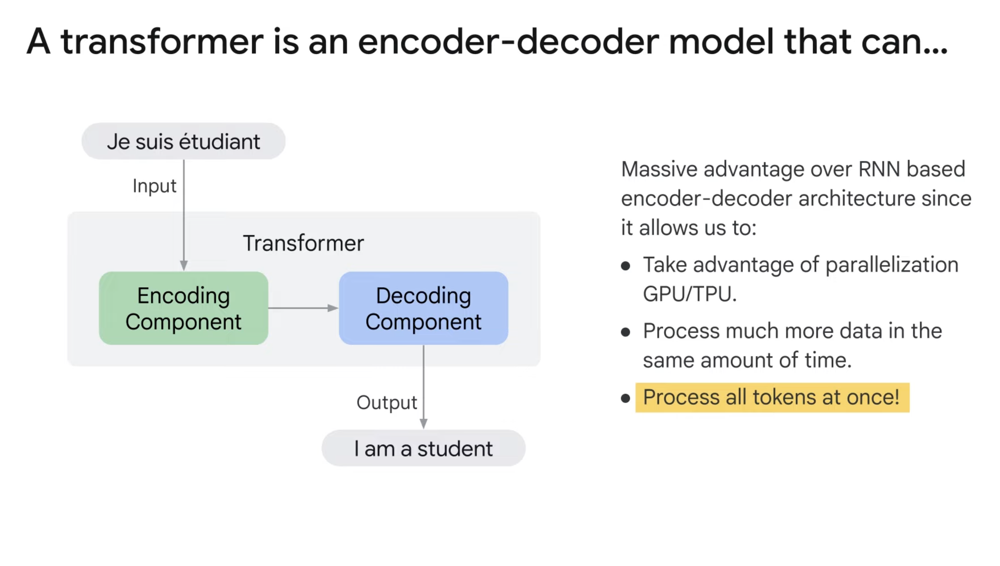 A transformer is an encoder-decoder model that can...
Je suis étudiant
Input
Transformer
Encoding
Component
Decoding
Component
Output
I am a student
Massive advantage over RNN based
encoder-decoder architecture since
it allows us to:
● Take advantage of parallelization
GPU/TPU.
● Process much more data in the
same amount of time.
● Process all tokens at once!